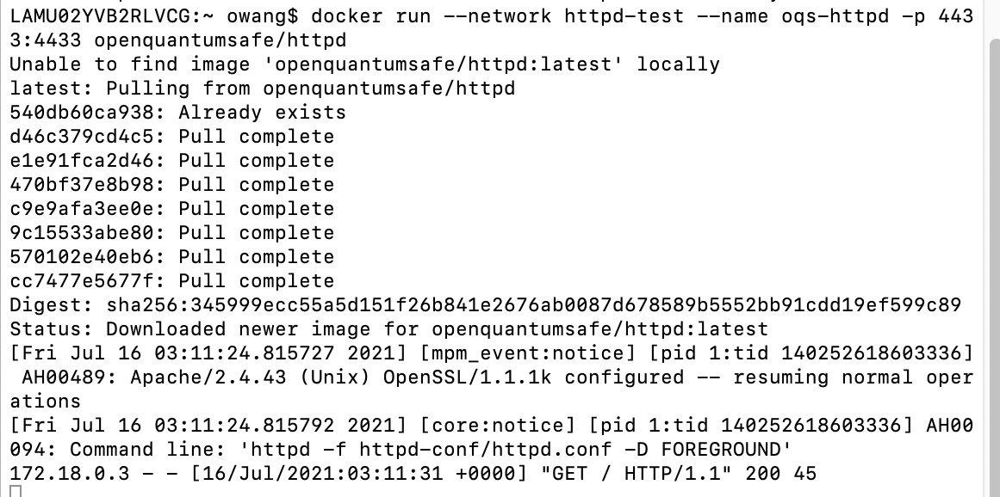 LAMU02YVB2RLVCG:~ owang$ docker run --network httpd-test --name oqs-httpd -p 443
3:4433 openquantumsafe/httpd
Unable to find image 'openquantumsafe/httpd:latest' locally
latest: Pulling from openquantumsafe/httpd
540db60ca938: Already exists
d46c379cd4c5: Pull complete
e1e91fca2d46: Pull complete
470bf37e8b98: Pull complete
c9e9afa3ee0e: Pull complete
9c15533abe80: Pull complete
570102e40eb6: Pull complete
cc7477e5677f: Pull complete
Digest: sha256:345999ecc55a5d151f26b841e2676ab0087d678589b5552bb91cdd19ef599c89
Status: Downloaded newer image for openquantumsafe/httpd:latest
[Fri Jul 16 03:11:24.815727 2021] [mpm_event:notice] [pid 1:tid 140252618603336]
 AH00489: Apache/2.4.43 (Unix) OpenSSL/1.1.1k configured -- resuming normal oper
ations
[Fri Jul 16 03:11:24.815792 2021] [core:notice] [pid 1:tid 140252618603336] AH00
094: Command line: 'httpd -f httpd-conf/httpd.conf -D FOREGROUND'
172.18.0.3 - - [16/Jul/2021:03:11:31 +0000] "GET / HTTP/1.1" 200 45